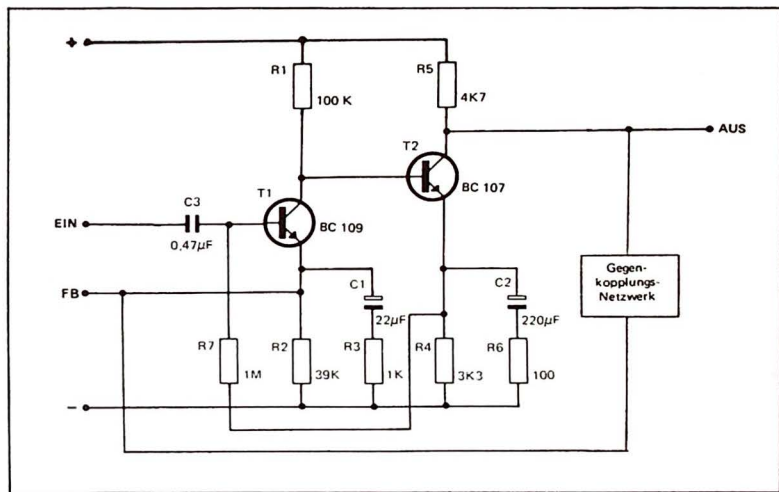 +
R1
100 K
R5
4K7
AUS
T2
BC 107
T1
BC 109
C3
EIN
0,47µF
FB
C1
22µF
C2
220µF
Gegen-
kopplungs-
Netzwerk
R7
1M
R2
39K
R3
1K
R4
3K3
R6
100
−